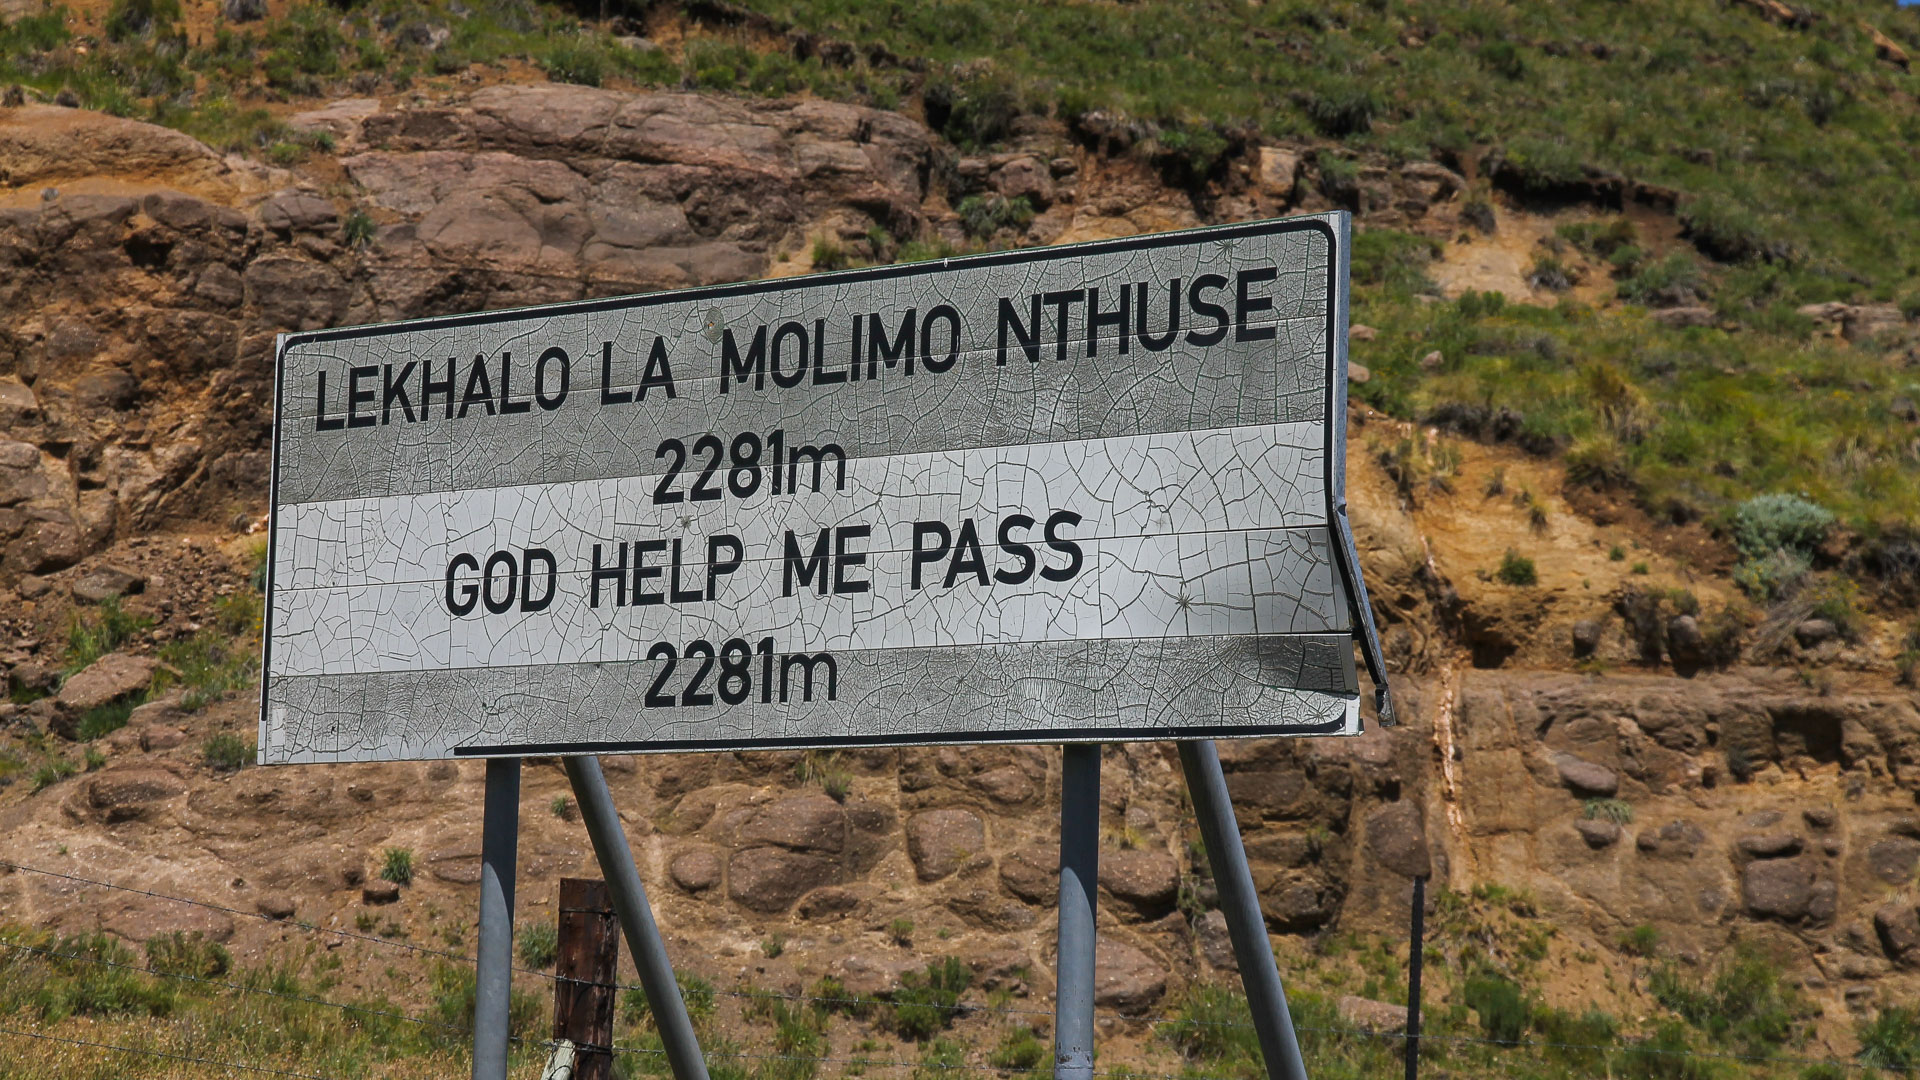 LEKHALO LA MOLIMO NTHUSE
2281m
GOD HELP ME PASS
2281m